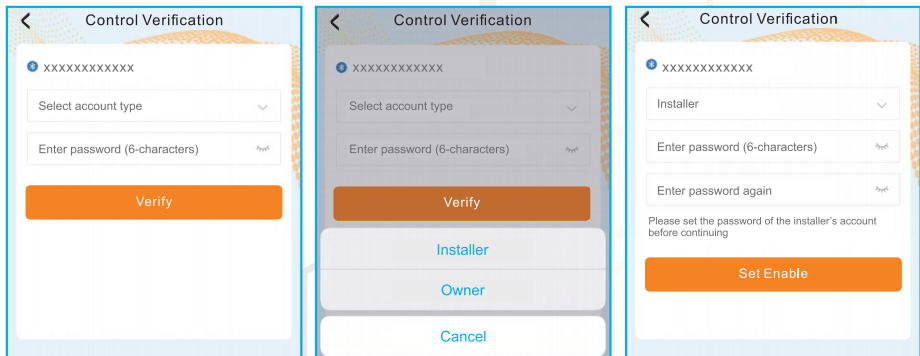 Control Verification
xxxxxxxxxxxx
Select account type
Enter password (6-characters)
Verify
Control Verification
xxxxxxxxxxxx
Select account type
Enter password (6-characters)
Verify
Installer
Owner
Cancel
Control Verification
xxxxxxxxxxxx
Installer
Enter password (6-characters)
Enter password again
Please set the password of the installer's account
before continuing
Set Enable